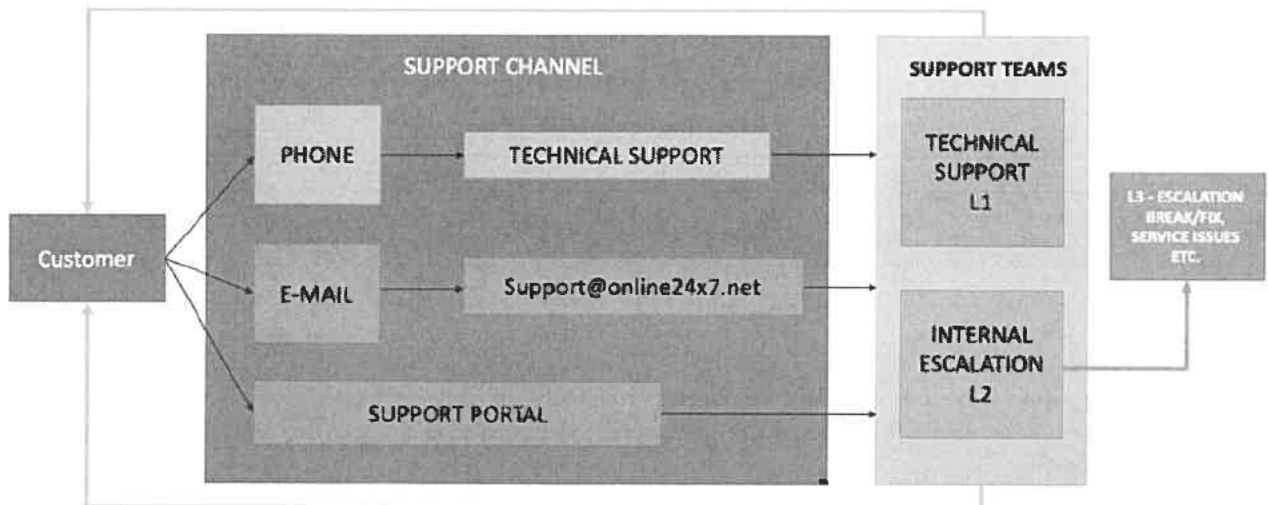 SUPPORT CHANNEL
SUPPORT TEAMS
PHONE
TECHNICAL SUPPORT
TECHNICAL
SUPPORT
L1
L3 - ESCALATION
BREAK/FIX,
SERVICE ISSUES
ETC.
Customer
E-MAIL
Support@online24x7.net
INTERNAL
ESCALATION
L2
SUPPORT PORTAL